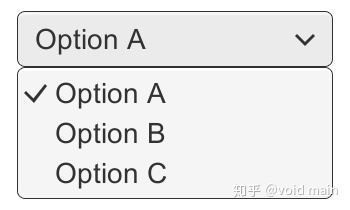 Option A
Option A
Option B
Option C
知乎 @void main